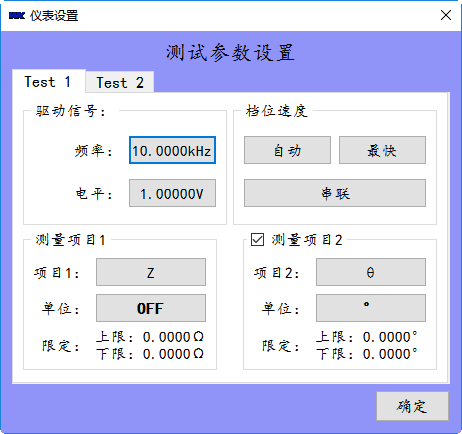 仪表设置
测试参数设置
Test 1
Test 2
驱动信号:
频率: 10.0000kHz
电平: 1.00000V
档位速度
自动
最快
串联
测量项目1
项目1: Z
单位: OFF
限定: 上限: 0.0000Ω
下限: 0.0000Ω
测量项目2
项目2: θ
单位: °
限定: 上限: 0.0000°
下限: 0.0000°
确定